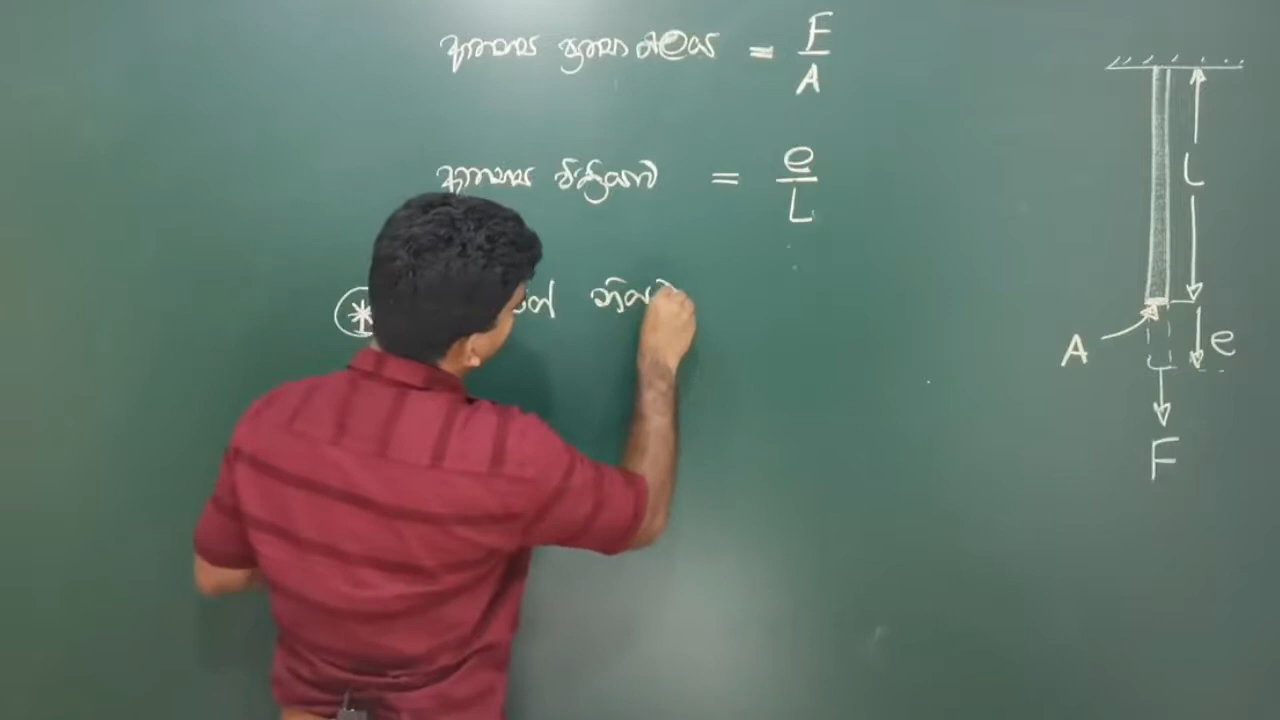 ආතන්‍ය ප්‍රත්‍යාබලය = F/A
ආතන්‍ය වික්‍රියාව = e/L
L
A
e
F